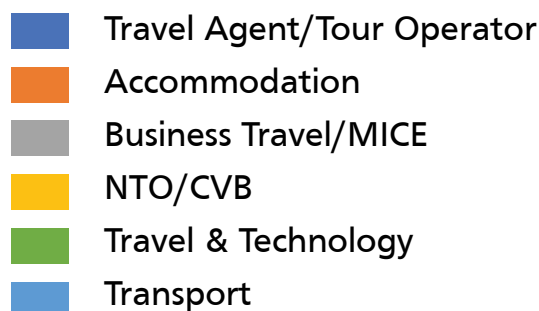 Travel Agent/Tour Operator
Accommodation
Business Travel/MICE
NTO/CVB
Travel & Technology
Transport